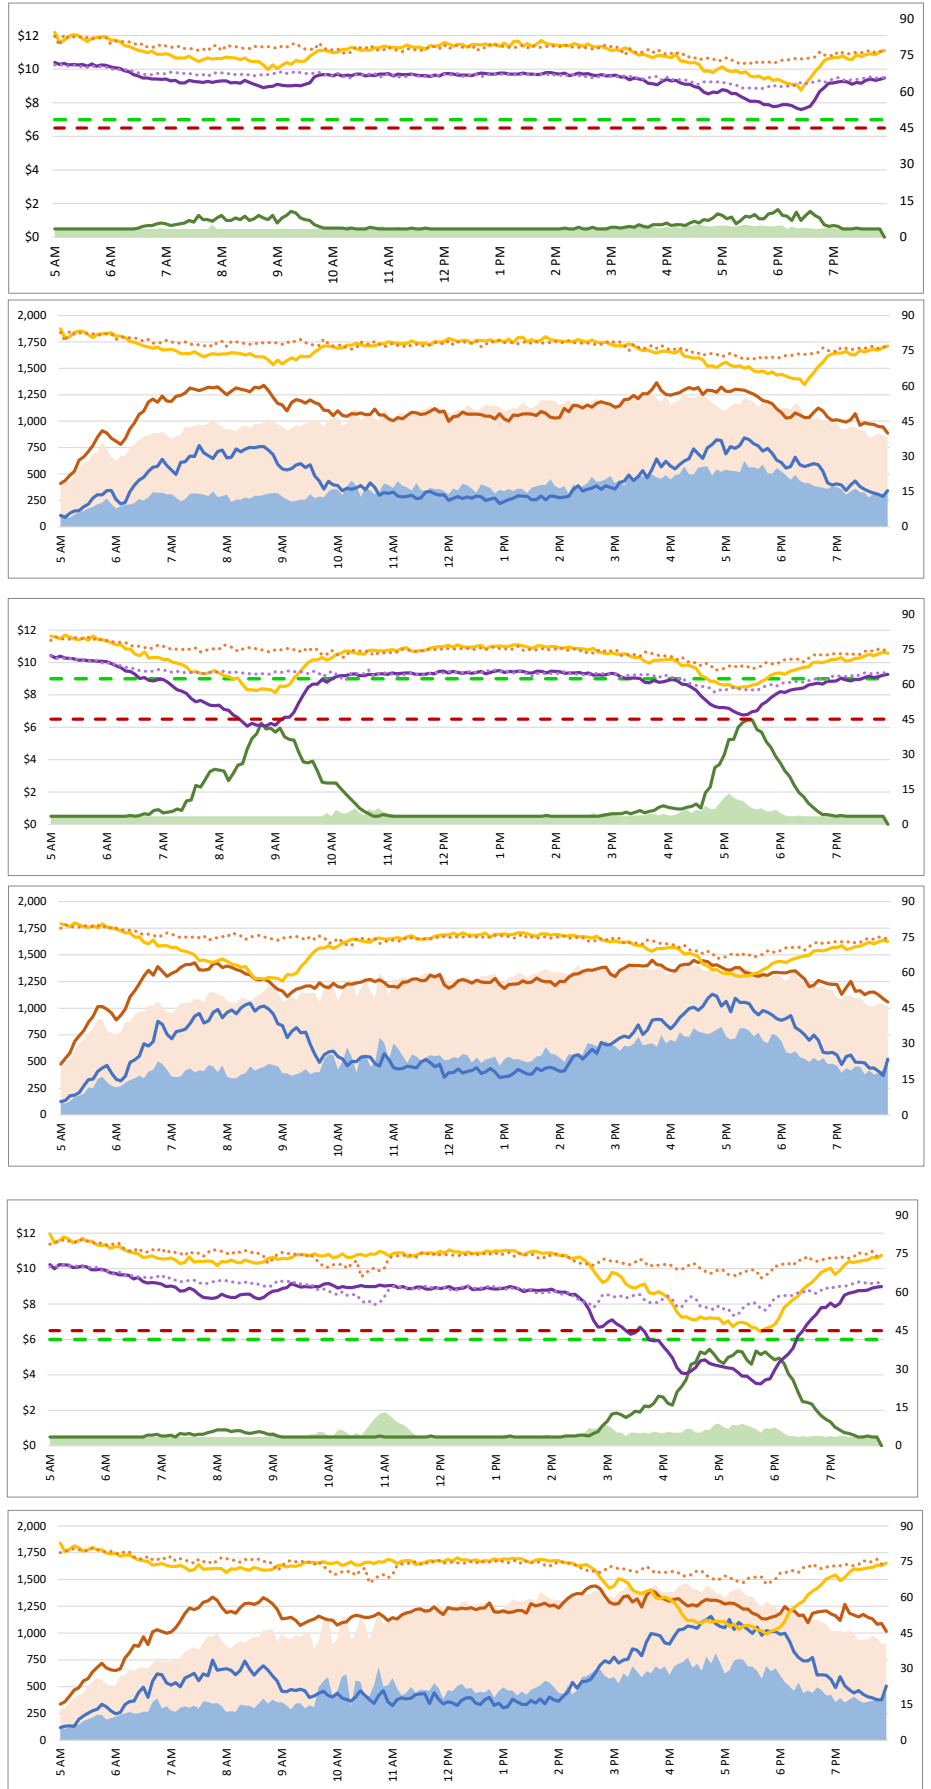 90
$12
75
$10
60
$8
$6
45
$4
30
$2
15
$0
0
5 AM
6 AM
7 AM
8 AM
9 AM
10 AM
11 AM
12 PM
1 PM
2 PM
3 PM
4 PM
5 PM
6 PM
7 PM
2,000
90
1,750
75
1,500
1,250
60
1,000
45
750
30
500
250
15
0
0
5 AM
6 AM
7 AM
8 AM
9 AM
10 AM
11 AM
12 PM
1 PM
2 PM
3 PM
4 PM
5 PM
6 PM
7 PM
90
$12
75
$10
60
$8
$6
45
$4
30
$2
15
$0
0
5 AM
6 AM
7 AM
8 AM
9 AM
10 AM
11 AM
12 PM
1 PM
2 PM
3 PM
4 PM
5 PM
6 PM
7 PM
2,000
90
1,750
75
1,500
1,250
60
1,000
45
750
30
500
250
15
0
0
5 AM
6 AM
7 AM
8 AM
9 AM
10 AM
11 AM
12 PM
1 PM
2 PM
3 PM
4 PM
5 PM
6 PM
7 PM
90
$12
75
$10
60
$8
45
$6
$4
30
$2
15
$0
0
5 AM
6 AM
7 AM
8 AM
9 AM
10 AM
11 AM
12 PM
1 PM
2 PM
3 PM
4 PM
5 PM
6 PM
7 PM
2,000
90
1,750
75
1,500
1,250
60
1,000
45
750
30
500
250
15
0
0
5 AM
6 AM
7 AM
8 AM
9 AM
10 AM
11 AM
12 PM
1 PM
2 PM
3 PM
4 PM
5 PM
6 PM
7 PM